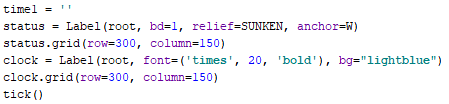 time1 = ''
status = Label(root, bd=1, relief=SUNKEN, anchor=W)
status.grid(row=300, column=150)
clock = Label(root, font=('times', 20, 'bold'), bg="lightblue")
clock.grid(row=300, column=150)
tick()